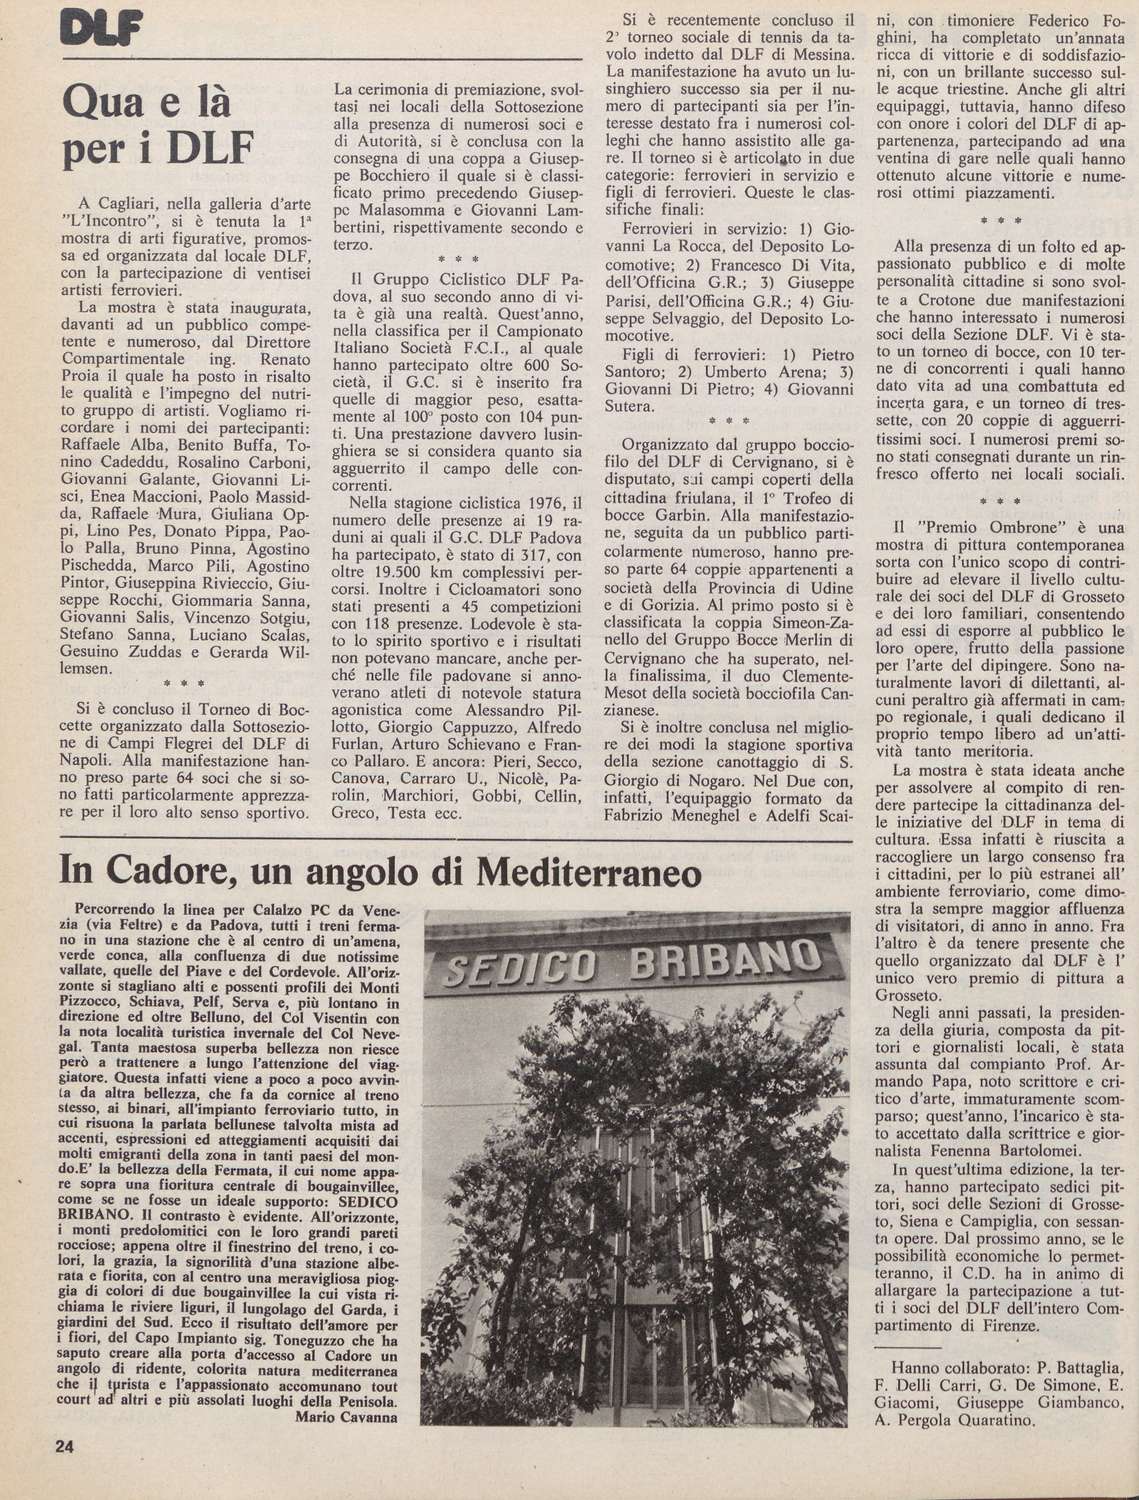 DLF
Qua e là
per i DLF
A Cagliari, nella galleria d'arte
"L'Incontro", si è tenuta la 1ª
mostra di arti figurative, promos-
sa ed organizzata dal locale DLF,
con la partecipazione di ventisei
artisti ferrovieri.
La mostra è stata inaugurata,
davanti ad un pubblico compe-
tente e numeroso, dal Direttore
Compartimentale ing. Renato
Proia il quale ha posto in risalto
le qualità e l'impegno del nutri-
to gruppo di artisti. Vogliamo ri-
cordare i nomi dei partecipanti:
Raffaele Alba, Benito Buffa, To-
nino Cadeddu, Rosalino Carboni,
Giovanni Galante, Giovanni Li-
sci, Enea Maccioni, Paolo Massid-
da, Raffaele Mura, Giuliana Op-
pi, Lino Pes, Donato Pippa, Pao-
lo Palla, Bruno Pinna, Agostino
Pischedda, Marco Pili, Agostino
Pintor, Giuseppina Rivieccio, Giu-
seppe Rocchi, Giommaria Sanna,
Giovanni Salis, Vincenzo Sotgiu,
Stefano Sanna, Luciano Scalas,
Gesuino Zuddas e Gerarda Wil-
lemsen.
* * *
Si è concluso il Torneo di Boc-
cette organizzato dalla Sottosezio-
ne di Campi Flegrei del DLF di
Napoli. Alla manifestazione han-
no preso parte 64 soci che si so-
no fatti particolarmente apprezza-
re per il loro alto senso sportivo.
La cerimonia di premiazione, svol-
tasi nei locali della Sottosezione
alla presenza di numerosi soci e
di Autorità, si è conclusa con la
consegna di una coppa a Giusep-
pe Bocchiero il quale si è classi-
ficato primo precedendo Giusep-
pe Malasomma e Giovanni Lam-
bertini, rispettivamente secondo e
terzo.
* * *
Il Gruppo Ciclistico DLF Pa-
dova, al suo secondo anno di vi-
ta è già una realtà. Quest'anno,
nella classifica per il Campionato
Italiano Società F.C.I., al quale
hanno partecipato oltre 600 So-
cietà, il G.C. si è inserito fra
quelle di maggior peso, esatta-
mente al 100º posto con 104 pun-
ti. Una prestazione davvero lusin-
ghiera se si considera quanto sia
agguerrito il campo delle con-
correnti.
Nella stagione ciclistica 1976, il
numero delle presenze ai 19 ra-
duni ai quali il G.C. DLF Padova
ha partecipato, è stato di 317, con
oltre 19.500 km complessivi per-
corsi. Inoltre i Cicloamatori sono
stati presenti a 45 competizioni
con 118 presenze. Lodevole è sta-
to lo spirito sportivo e i risultati
non potevano mancare, anche per-
ché nelle file padovane si anno-
verano atleti di notevole statura
agonistica come Alessandro Pil-
lotto, Giorgio Cappuzzo, Alfredo
Furlan, Arturo Schievano e Fran-
co Pallaro. E ancora: Pieri, Secco,
Canova, Carraro U., Nicolè, Pa-
rolin, Marchiori, Gobbi, Cellin,
Greco, Testa ecc.
Si è recentemente concluso il
2º torneo sociale di tennis da ta-
volo indetto dal DLF di Messina.
La manifestazione ha avuto un lu-
singhiero successo sia per il nu-
mero di partecipanti sia per l'in-
teresse destato fra i numerosi col-
leghi che hanno assistito alle ga-
re. Il torneo si è articolato in due
categorie: ferrovieri in servizio e
figli di ferrovieri. Queste le clas-
sifiche finali:
Ferrovieri in servizio: 1) Gio-
vanni La Rocca, del Deposito Lo-
comotive; 2) Francesco Di Vita,
dell'Officina G.R.; 3) Giuseppe
Parisi, dell'Officina G.R.; 4) Giu-
seppe Selvaggio, del Deposito Lo-
comotive.
Figli di ferrovieri: 1) Pietro
Santoro; 2) Umberto Arena; 3)
Giovanni Di Pietro; 4) Giovanni
Sutera.
* * *
Organizzato dal gruppo boccio-
filo del DLF di Cervignano, si è
disputato, sui campi coperti della
cittadina friulana, il 1º Trofeo di
bocce Garbin. Alla manifestazio-
ne, seguita da un pubblico parti-
colarmente numeroso, hanno pre-
so parte 64 coppie appartenenti a
società della Provincia di Udine
e di Gorizia. Al primo posto si è
classificata la coppia Simeon-Za-
nello del Gruppo Bocce Merlin di
Cervignano che ha superato, nel-
la finalissima, il duo Clemente-
Mesot della società bocciofila Can-
zianese.
Si è inoltre conclusa nel miglio-
re dei modi la stagione sportiva
della sezione canottaggio di S.
Giorgio di Nogaro. Nel Due con,
infatti, l'equipaggio formato da
Fabrizio Meneghel e Adelfi Scai-
ni, con timoniere Federico Fo-
ghini, ha completato un'annata
ricca di vittorie e di soddisfazio-
ni, con un brillante successo sul-
le acque triestine. Anche gli altri
equipaggi, tuttavia, hanno difeso
con onore i colori del DLF di ap-
partenenza, partecipando ad una
ventina di gare nelle quali hanno
ottenuto alcune vittorie e nume-
rosi ottimi piazzamenti.
* * *
Alla presenza di un folto ed ap-
passionato pubblico e di molte
personalità cittadine si sono svol-
te a Crotone due manifestazioni
che hanno interessato i numerosi
soci della Sezione DLF. Vi è sta-
to un torneo di bocce, con 10 ter-
ne di concorrenti i quali hanno
dato vita ad una combattuta ed
incerta gara, e un torneo di tres-
sette, con 20 coppie di agguerri-
tissimi soci. I numerosi premi so-
no stati consegnati durante un rin-
fresco offerto nei locali sociali.
* * *
Il "Premio Ombrone" è una
mostra di pittura contemporanea
sorta con l'unico scopo di contri-
buire ad elevare il livello cultu-
rale dei soci del DLF di Grosseto
e dei loro familiari, consentendo
ad essi di esporre al pubblico le
loro opere, frutto della passione
per l'arte del dipingere. Sono na-
turalmente lavori di dilettanti, al-
cuni peraltro già affermati in cam-
po regionale, i quali dedicano il
proprio tempo libero ad un'atti-
vità tanto meritoria.
La mostra è stata ideata anche
per assolvere al compito di ren-
dere partecipe la cittadinanza del-
le iniziative del DLF in tema di
cultura. Essa infatti è riuscita a
raccogliere un largo consenso fra
i cittadini, per lo più estranei all'
ambiente ferroviario, come dimo-
stra la sempre maggior affluenza
di visitatori, di anno in anno. Fra
l'altro è da tenere presente che
quello organizzato dal DLF è l'
unico vero premio di pittura a
Grosseto.
Negli anni passati, la presiden-
za della giuria, composta da pit-
tori e giornalisti locali, è stata
assunta dal compianto Prof. Ar-
mando Papa, noto scrittore e cri-
tico d'arte, immaturamente scom-
parso; quest'anno, l'incarico è sta-
to accettato dalla scrittrice e gior-
nalista Fenenna Bartolomei.
In quest'ultima edizione, la ter-
za, hanno partecipato sedici pit-
tori, soci delle Sezioni di Grosse-
to, Siena e Campiglia, con sessan-
ta opere. Dal prossimo anno, se le
possibilità economiche lo permet-
teranno, il C.D. ha in animo di
allargare la partecipazione a tut-
ti i soci del DLF dell'intero Com-
partimento di Firenze.
Hanno collaborato: P. Battaglia,
F. Delli Carri, G. De Simone, E.
Giacomi, Giuseppe Giambanco,
A. Pergola Quaratino.
In Cadore, un angolo di Mediterraneo
Percorrendo la linea per Calalzo PC da Vene-
zia (via Feltre) e da Padova, tutti i treni ferma-
no in una stazione che è al centro di un'amena,
verde conca, alla confluenza di due notissime
vallate, quelle del Piave e del Cordevole. All'oriz-
zonte si stagliano alti e possenti profili dei Monti
Pizzocco, Schiava, Pelf, Serva e, più lontano in
direzione ed oltre Belluno, del Col Visentin con
la nota località turistica invernale del Col Neve-
gal. Tanta maestosa superba bellezza non riesce
però a trattenere a lungo l'attenzione del viag-
giatore. Questa infatti viene a poco a poco avvin-
ta da altra bellezza, che fa da cornice al treno
stesso, ai binari, all'impianto ferroviario tutto, in
cui risuona la parlata bellunese talvolta mista ad
accenti, espressioni ed atteggiamenti acquisiti dai
molti emigranti della zona in tanti paesi del mon-
do.E' la bellezza della Fermata, il cui nome appa-
re sopra una fioritura centrale di bougainvillee,
come se ne fosse un ideale supporto: SEDICO
BRIBANO. Il contrasto è evidente. All'orizzonte,
i monti predolomitici con le loro grandi pareti
rocciose; appena oltre il finestrino del treno, i co-
lori, la grazia, la signorilità d'una stazione albe-
rata e fiorita, con al centro una meravigliosa piog-
gia di colori di due bougainvillee la cui vista ri-
chiama le riviere liguri, il lungolago del Garda, i
giardini del Sud. Ecco il risultato dell'amore per
i fiori, del Capo Impianto sig. Toneguzzo che ha
saputo creare alla porta d'accesso al Cadore un
angolo di ridente, colorita natura mediterranea
che il turista e l'appassionato accomunano tout
court ad altri e più assolati luoghi della Penisola.
Mario Cavanna
SEDICO BRIBANO
24